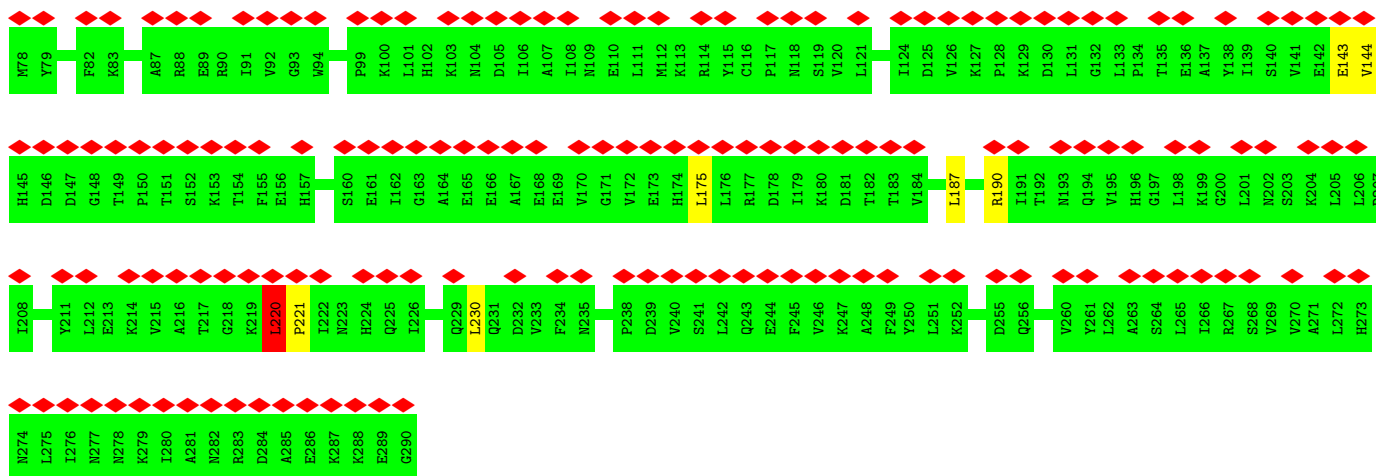 M78 Y79 F82 K83 A87 R88 E89 R90 I91 V92 G93 W94 P99 K100 L101 H102 K103 N104 D105 I106 A107 I108 N109 E110 L111 M112 K113 R114 Y115 C116 P117 N118 S119 V120 L121 I124 D125 V126 K127 P128 K129 D130 L131 G132 L133 P134 T135 E136 A137 Y138 I139 S140 V141 E142 E143 V144
H145 D146 D147 G148 T149 P150 T151 S152 K153 T154 F155 E156 H157 S160 E161 I162 G163 A164 E165 E166 A167 E168 E169 V170 G171 V172 E173 H174 L175 L176 R177 D178 I179 K180 D181 T182 T183 V184 L187 R190 I191 T192 N193 Q194 V195 H196 G197 L198 K199 G200 L201 N202 S203 K204 L205 L206
I208 Y211 L212 E213 K214 V215 A216 T217 G218 K219 L220 P221 I222 N223 H224 Q225 I226 Q229 L230 Q231 D232 V233 F234 N235 P238 D239 V240 S241 L242 Q243 E244 F245 V246 K247 A248 F249 Y250 L251 K252 D255 Q256 V260 Y261 L262 A263 S264 L265 I266 R267 S268 V269 V270 A271 L272 H273
N274 L275 I276 N277 N278 K279 I280 A281 N282 R283 D284 A285 E286 K287 K288 E289 G290